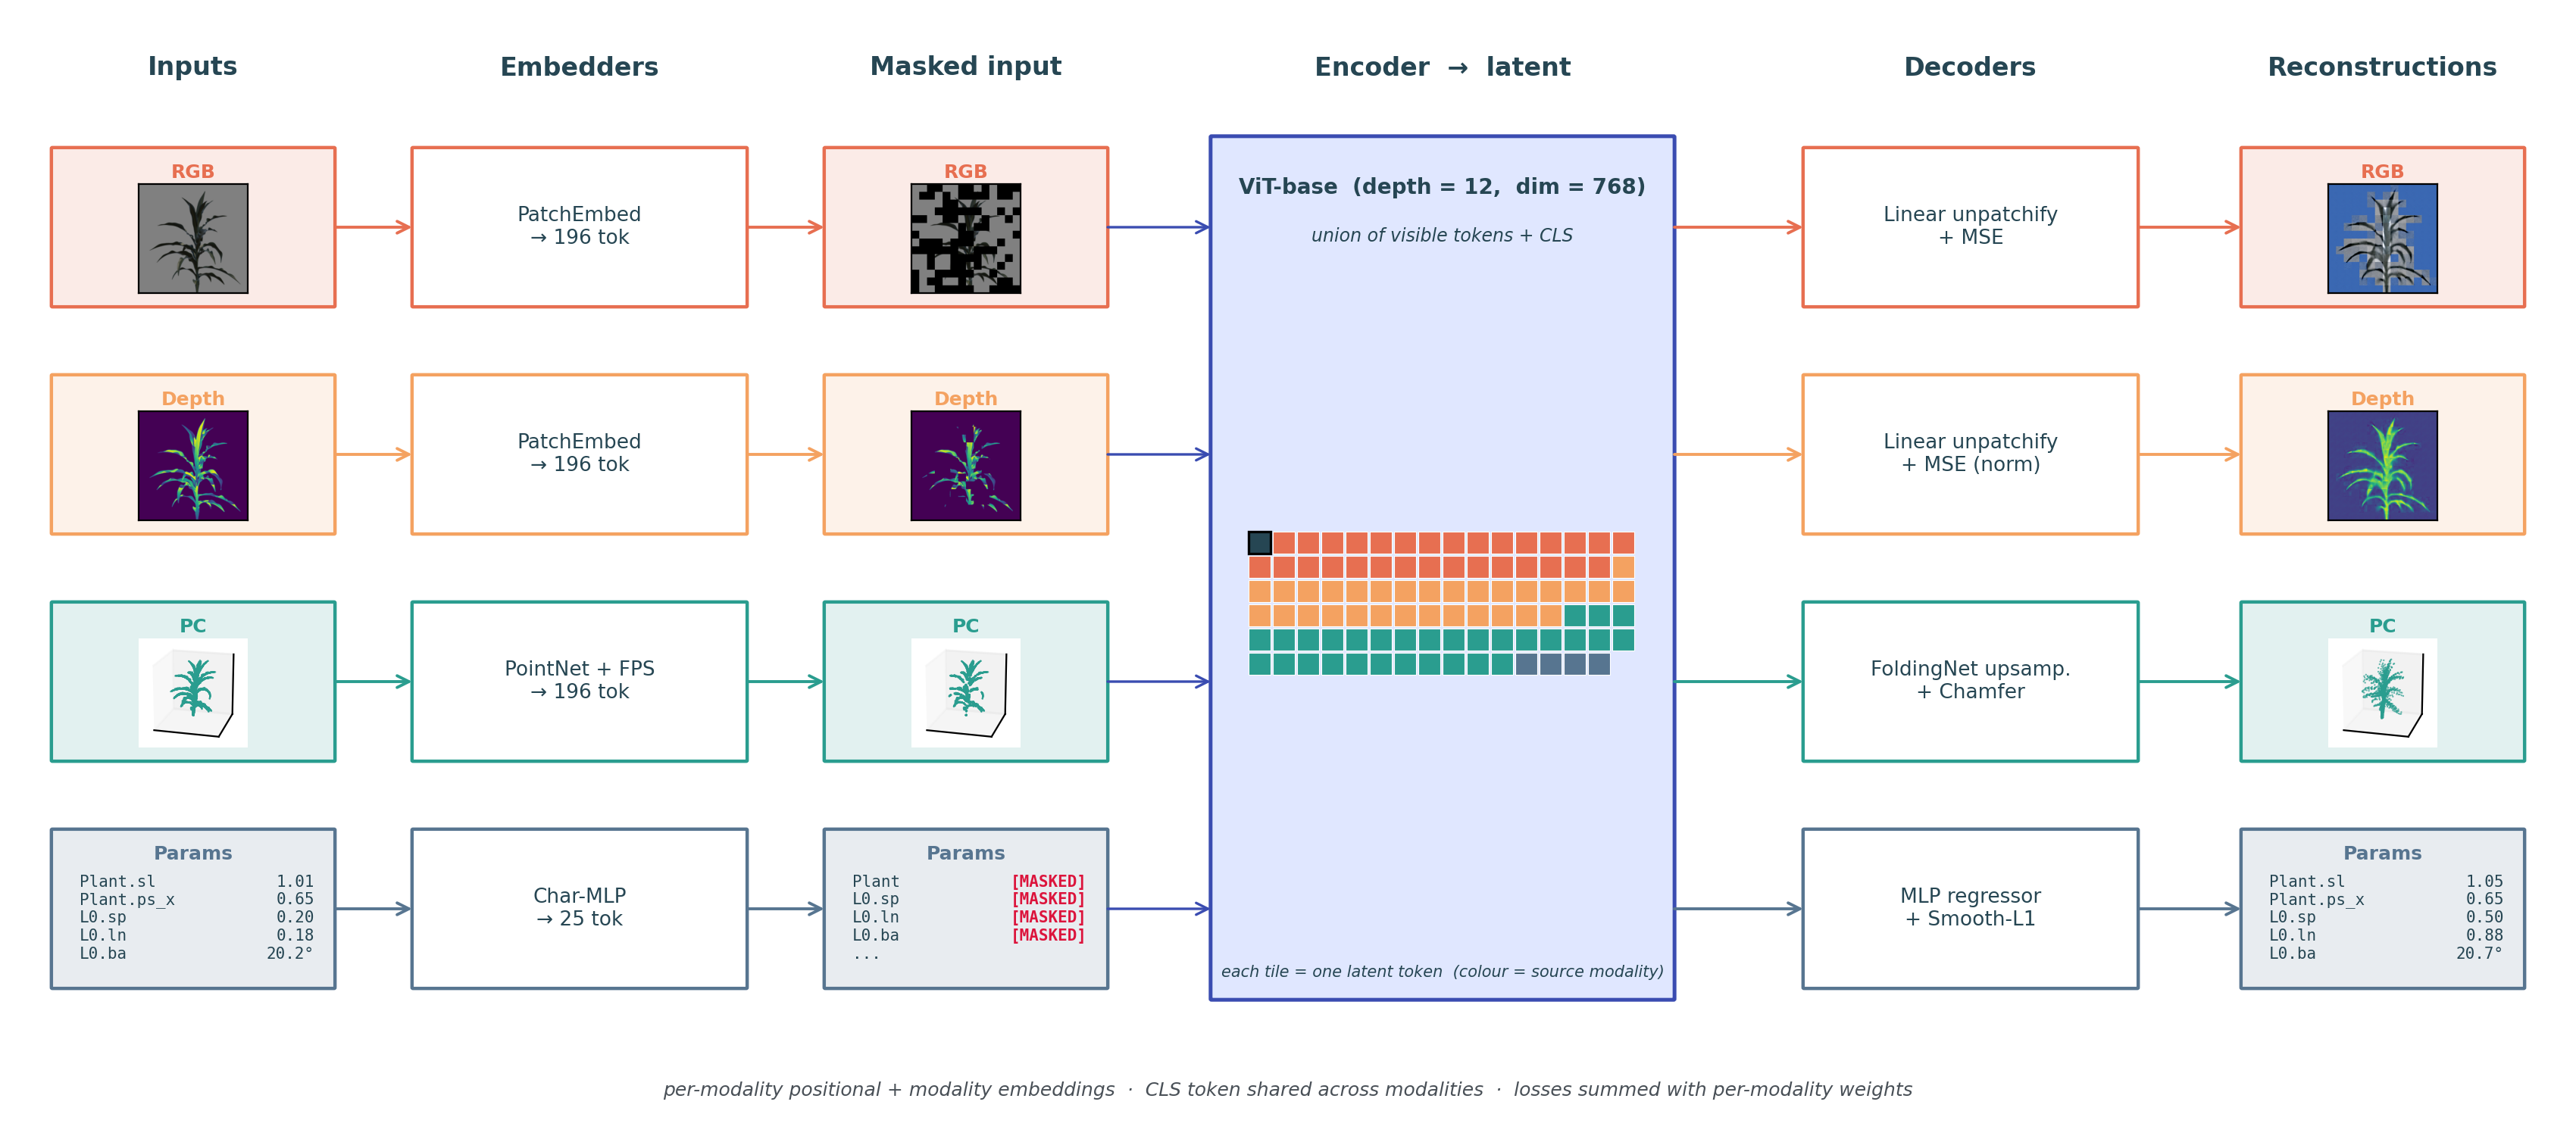 Inputs
Embedders
Masked input
Encoder → latent
Decoders
Reconstructions
RGB
PatchEmbed
→ 196 tok
RGB
ViT-base (depth = 12, dim = 768)
union of visible tokens + CLS
Linear unpatchify
+ MSE
RGB
Depth
PatchEmbed
→ 196 tok
Depth
Linear unpatchify
+ MSE (norm)
Depth
PC
PointNet + FPS
→ 196 tok
PC
FoldingNet upsamp.
+ Chamfer
PC
Params
Plant.sl 1.01
Plant.ps_x 0.65
L0.sp 0.20
L0.ln 0.18
L0.ba 20.2°
Char-MLP
→ 25 tok
Params
Plant [MASKED]
L0.sp [MASKED]
L0.ln [MASKED]
L0.ba [MASKED]
...
each tile = one latent token (colour = source modality)
MLP regressor
+ Smooth-L1
Params
Plant.sl 1.05
Plant.ps_x 0.65
L0.sp 0.50
L0.ln 0.88
L0.ba 20.7°
per-modality positional + modality embeddings · CLS token shared across modalities · losses summed with per-modality weights